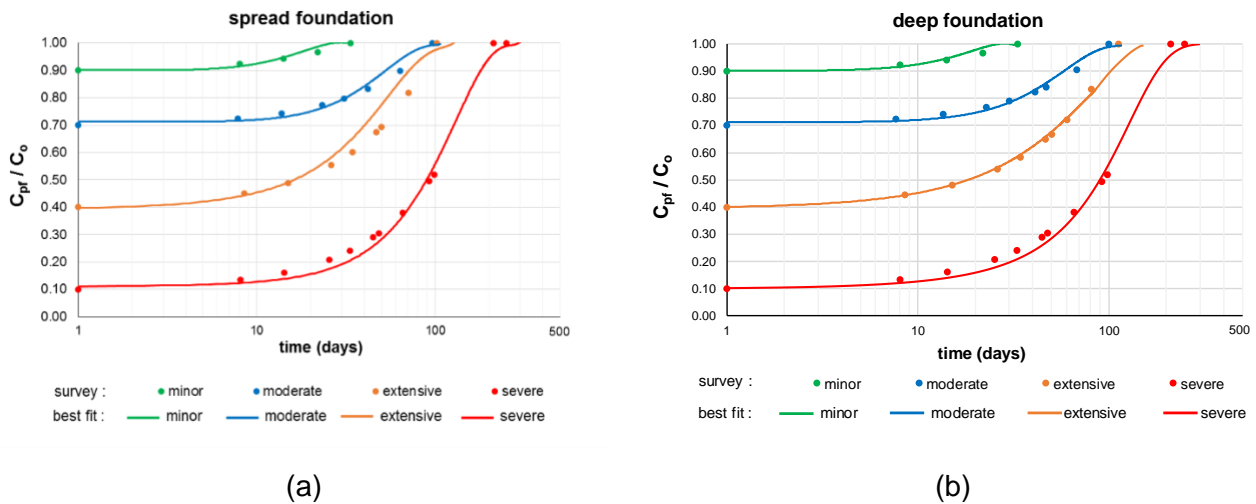 spread foundation
C_pf / C_o
1.00
0.90
0.80
0.70
0.60
0.50
0.40
0.30
0.20
0.10
0.00
1 10 100 500
time (days)
survey : minor moderate extensive severe
best fit : minor moderate extensive severe
(a)
deep foundation
C_pf / C_o
1.00
0.90
0.80
0.70
0.60
0.50
0.40
0.30
0.20
0.10
0.00
1 10 100 500
time (days)
survey : minor moderate extensive severe
best fit : minor moderate extensive severe
(b)